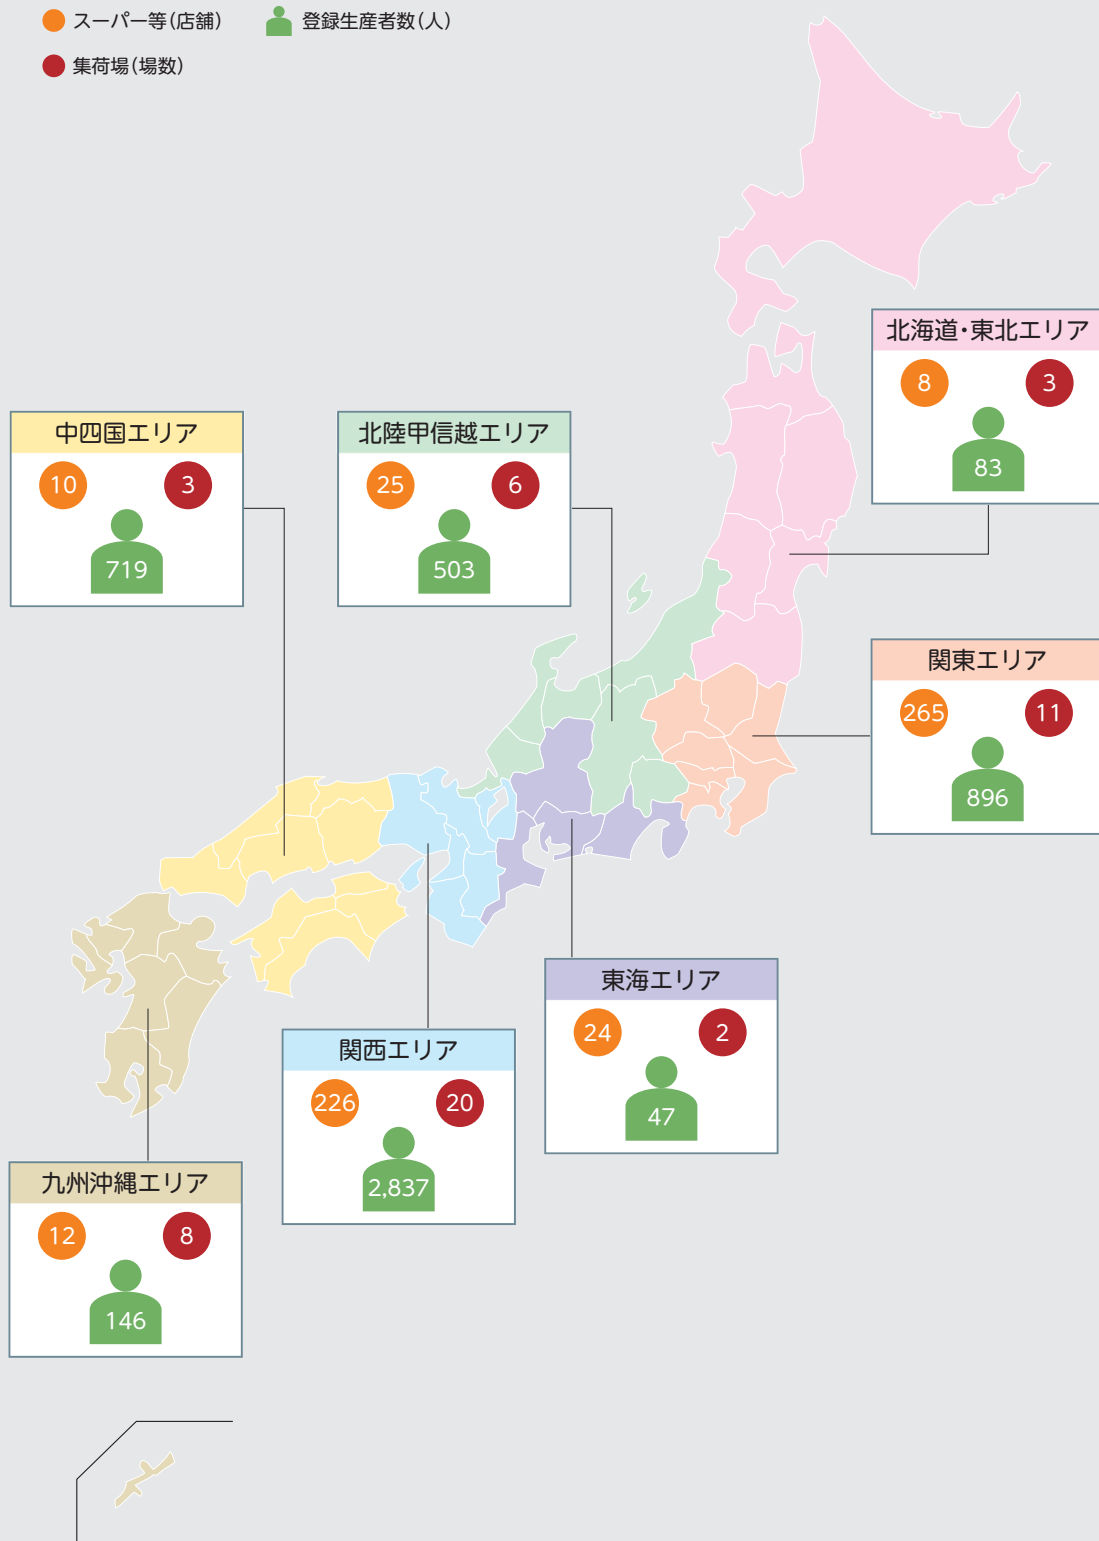 スーパー等(店舗)
登録生産者数(人)
集荷場(場数)
北海道・東北エリア
8
3
83
中四国エリア
10
3
719
北陸甲信越エリア
25
6
503
関東エリア
265
11
896
東海エリア
24
2
47
関西エリア
226
20
2,837
九州沖縄エリア
12
8
146